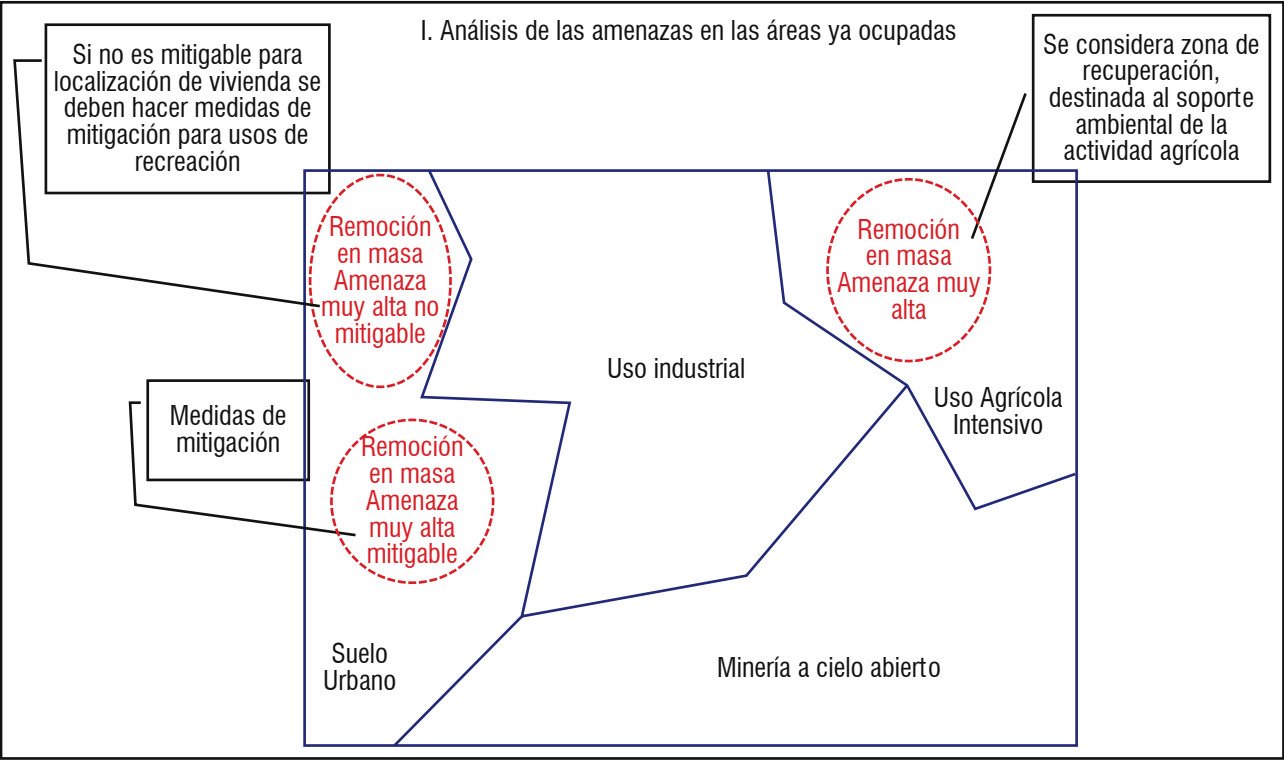 I. Análisis de las amenazas en las áreas ya ocupadas
Si no es mitigable para
localización de vivienda se
deben hacer medidas de
mitigación para usos de
recreación
Se considera zona de
recuperación,
destinada al soporte
ambiental de la
actividad agrícola
Remoción
en masa
Amenaza
muy alta no
mitigable
Remoción
en masa
Amenaza muy
alta
Uso industrial
Uso Agrícola
Intensivo
Medidas de
mitigación
Remoción
en masa
Amenaza
muy alta
mitigable
Suelo
Urbano
Minería a cielo abierto